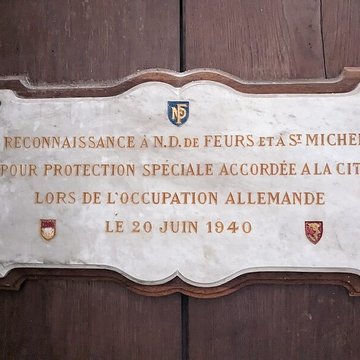 RECONNAISSANCE À N.D. DE FEURS ET À ST MICHEL
POUR PROTECTION SPÉCIALE ACCORDÉE A LA CIT
LORS DE L'OCCUPATION ALLEMANDE
LE 20 JUIN 1940